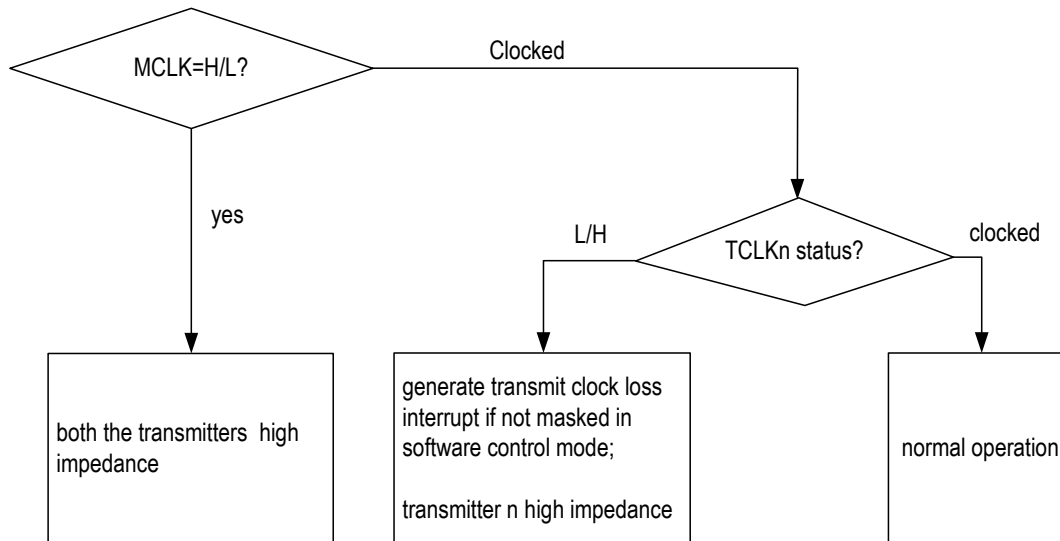 MCLK=H/L?
Clocked
yes
L/H
TCLKn status?
clocked
both the transmitters high
impedance
generate transmit clock loss
interrupt if not masked in
software control mode;
transmitter n high impedance
normal operation